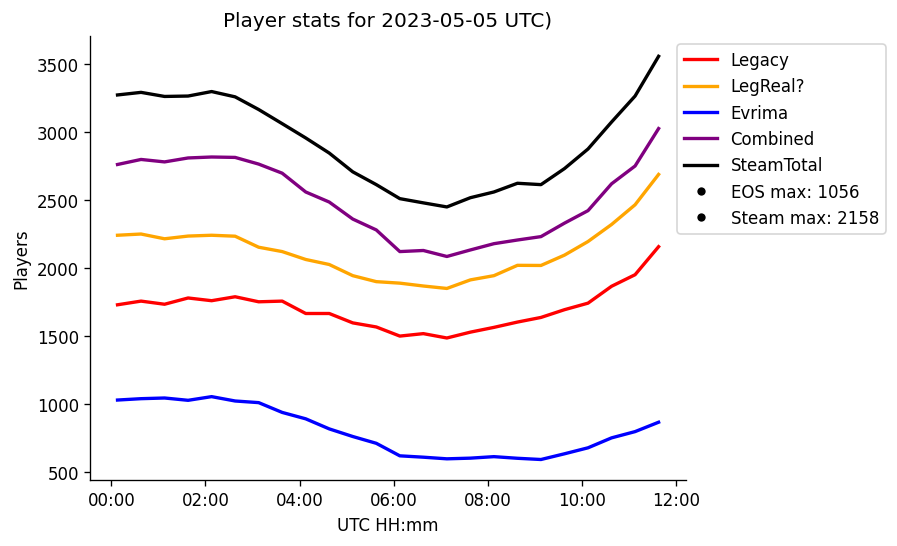 Player stats for 2023-05-05 UTC)
Players
3500
3000
2500
2000
1500
1000
500
00:00 02:00 04:00 06:00 08:00 10:00 12:00
UTC HH:mm
Legacy
LegReal?
Evrima
Combined
SteamTotal
EOS max: 1056
Steam max: 2158